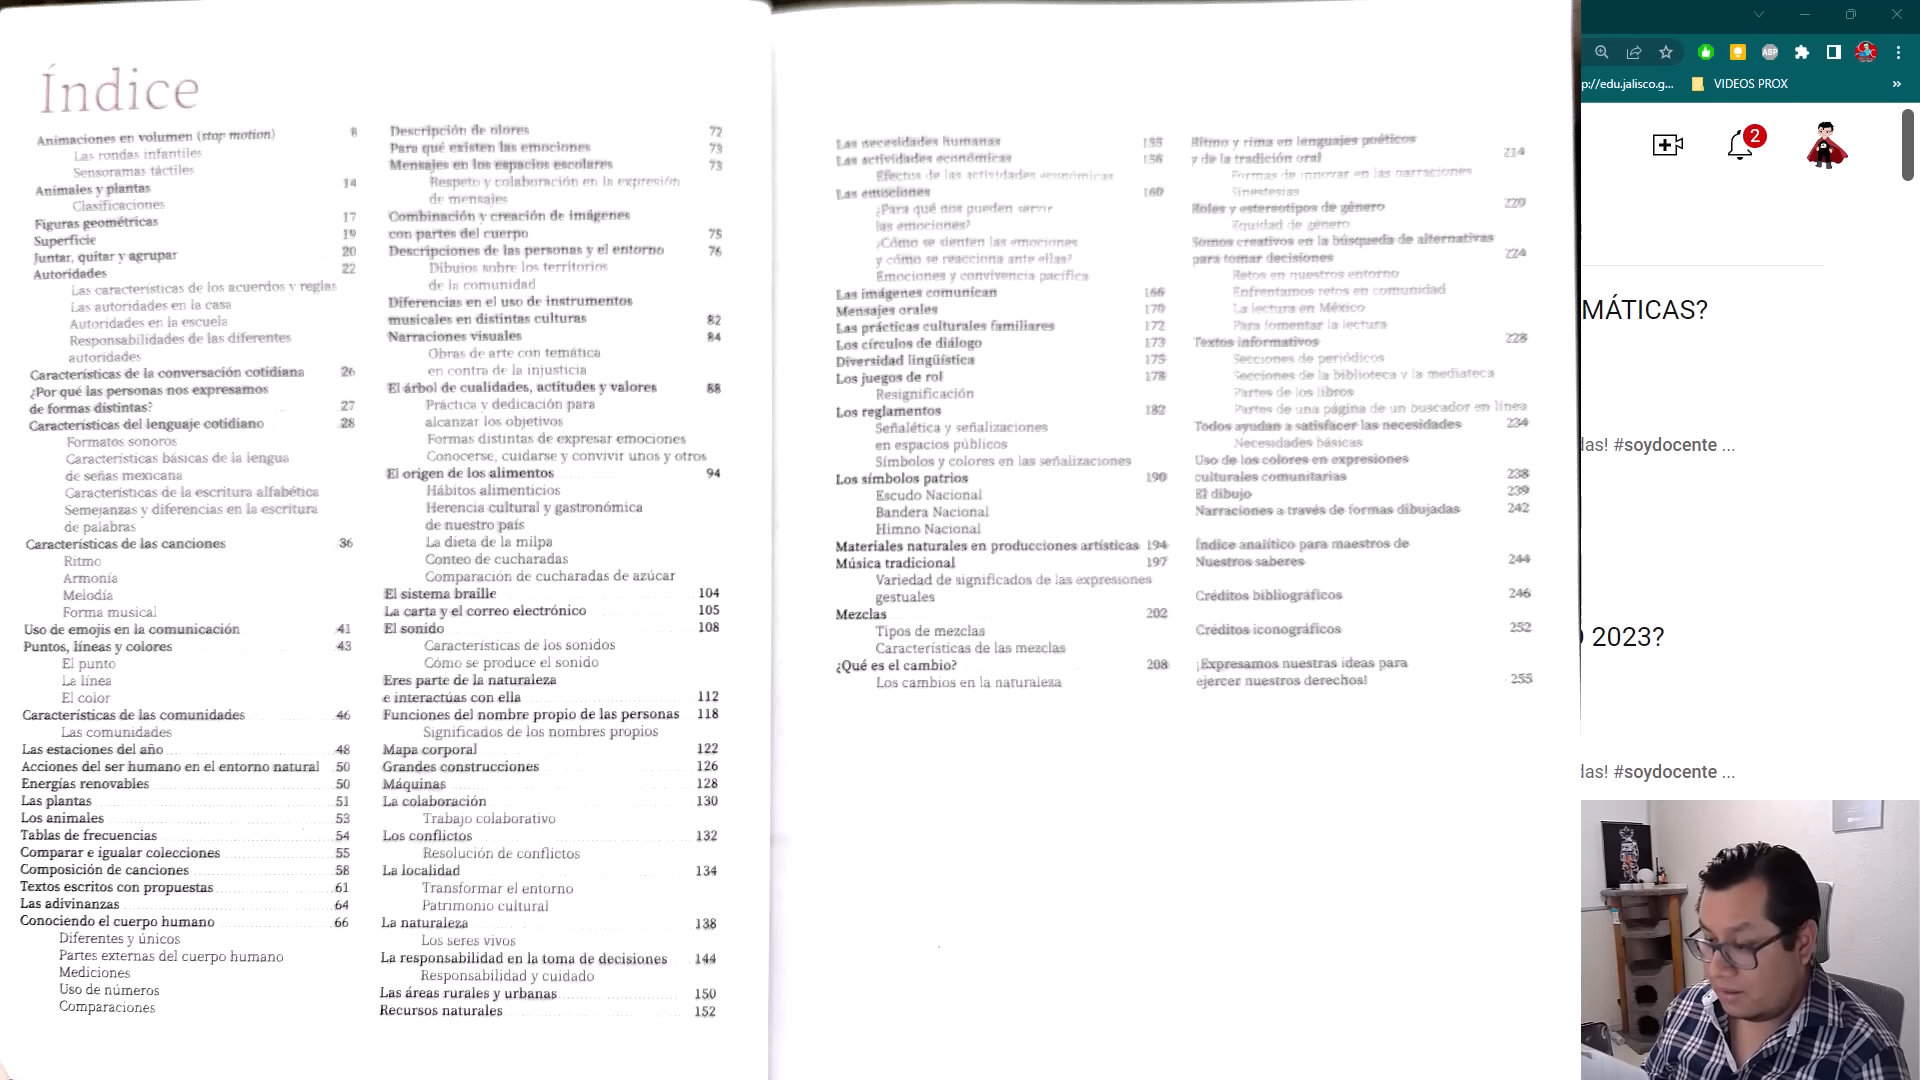 Índice
Animaciones en volumen (stop motion) 8
Las rondas infantiles
Sensoramas táctiles
Animales y plantas 14
Clasificaciones
Figuras geométricas 17
Superficie 19
Juntar, quitar y agrupar 20
Autoridades 22
Las características de los acuerdos y reglas
Las autoridades en la casa
Autoridades en la escuela
Responsabilidades de las diferentes
autoridades
Características de la conversación cotidiana 26
¿Por qué las personas nos expresamos
de formas distintas? 27
Características del lenguaje cotidiano 28
Formatos sonoros
Características básicas de la lengua
de señas mexicana
Características de la escritura alfabética
Semejanzas y diferencias en la escritura
de palabras
Características de las canciones 36
Ritmo
Armonía
Melodía
Forma musical
Uso de emojis en la comunicación 41
Puntos, líneas y colores 43
El punto
La línea
El color
Características de las comunidades 46
Las comunidades
Las estaciones del año 48
Acciones del ser humano en el entorno natural 50
Energías renovables 50
Las plantas 51
Los animales 53
Tablas de frecuencias 54
Comparar e igualar colecciones 55
Composición de canciones 58
Textos escritos con propuestas 61
Las adivinanzas 64
Conociendo el cuerpo humano 66
Diferentes y únicos
Partes externas del cuerpo humano
Mediciones
Uso de números
Comparaciones
Descripción de olores 72
Para qué existen las emociones 73
Mensajes en los espacios escolares 73
Respeto y colaboración en la expresión
de mensajes
Combinación y creación de imágenes
con partes del cuerpo 75
Descripciones de las personas y el entorno 76
Dibujos sobre los territorios
de la comunidad
Diferencias en el uso de instrumentos
musicales en distintas culturas 82
Narraciones visuales 84
Obras de arte con temática
en contra de la injusticia
El árbol de cualidades, actitudes y valores 88
Práctica y dedicación para
alcanzar los objetivos
Formas distintas de expresar emociones
Conocerse, cuidarse y convivir unos y otros
El origen de los alimentos 94
Hábitos alimenticios
Herencia cultural y gastronómica
de nuestro país
La dieta de la milpa
Conteo de cucharadas
Comparación de cucharadas de azúcar
El sistema braille 104
La carta y el correo electrónico 105
El sonido 108
Características de los sonidos
Cómo se produce el sonido
Eres parte de la naturaleza
e interactúas con ella 112
Funciones del nombre propio de las personas 118
Significados de los nombres propios
Mapa corporal 122
Grandes construcciones 126
Máquinas 128
La colaboración 130
Trabajo colaborativo
Los conflictos 132
Resolución de conflictos
La localidad 134
Transformar el entorno
Patrimonio cultural
La naturaleza 138
Los seres vivos
La responsabilidad en la toma de decisiones 144
Responsabilidad y cuidado
Las áreas rurales y urbanas 150
Recursos naturales 152
Las necesidades humanas 155
Las actividades económicas 156
Efectos de las actividades económicas
Las emociones 160
¿Para qué nos pueden servir
las emociones?
¿Cómo se sienten las emociones
y cómo se reacciona ante ellas?
Emociones y convivencia pacífica
Las imágenes comunican 166
Mensajes orales 170
Las prácticas culturales familiares 172
Los círculos de diálogo 173
Diversidad lingüística 175
Los juegos de rol 178
Resignificación
Los reglamentos 182
Señalética y señalizaciones
en espacios públicos
Símbolos y colores en las señalizaciones
Los símbolos patrios 190
Escudo Nacional
Bandera Nacional
Himno Nacional
Materiales naturales en producciones artísticas 194
Música tradicional 197
Variedad de significados de las expresiones
gestuales
Mezclas 202
Tipos de mezclas
Características de las mezclas
¿Qué es el cambio? 208
Los cambios en la naturaleza
Ritmo y rima en lenguajes poéticos
y de la tradición oral 214
Formas de innovar en las narraciones
Sinestesias
Roles y estereotipos de género 220
Equidad de género
Somos creativos en la búsqueda de alternativas
para tomar decisiones 224
Retos en nuestro entorno
Enfrentamos retos en comunidad
La lectura en México
Para fomentar la lectura
Textos informativos 228
Secciones de periódicos
Secciones de la biblioteca y la mediateca
Partes de los libros
Partes de una página de un buscador en línea
Todos ayudan a satisfacer las necesidades 234
Necesidades básicas
Uso de los colores en expresiones
culturales comunitarias 238
El dibujo 239
Narraciones a través de formas dibujadas 242
Índice analítico para maestros de
Nuestros saberes 244
Créditos bibliográficos 246
Créditos iconográficos 252
¡Expresamos nuestras ideas para
ejercer nuestros derechos! 255
ABP
p://edu.jalisco.g...
VIDEOS PROX
»
2
MÁTICAS?
das! #soydocente ...
2023?
das! #soydocente ...